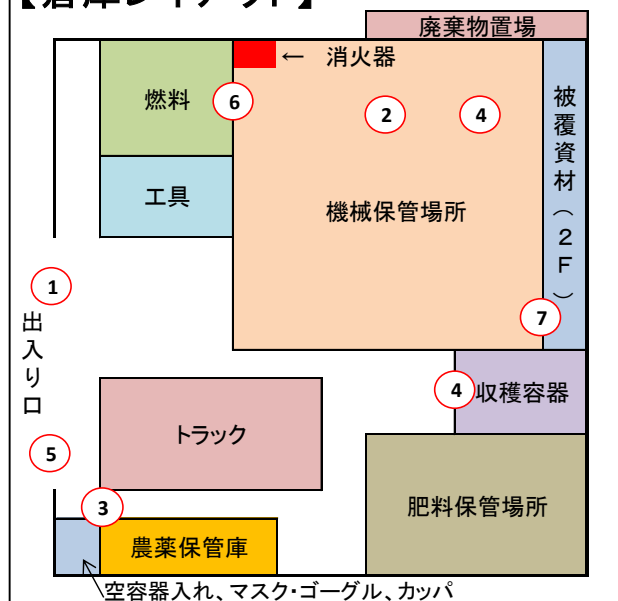 【倉庫レイアウト】
廃棄物置場
← 消火器
燃料
6
2
4
被覆資材(2F)
工具
機械保管場所
1
7
出入り口
4
収穫容器
トラック
5
3
肥料保管場所
農薬保管庫
空容器入れ、マスク・ゴーグル、カッパ